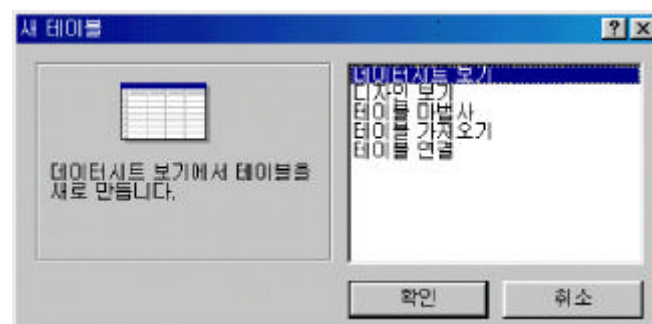 새 테이블
데이터시트 보기에서 테이블을
새로 만듭니다.
데이터시트 보기
디자인 보기
테이블 마법사
테이블 가져오기
테이블 연결
확인
취소